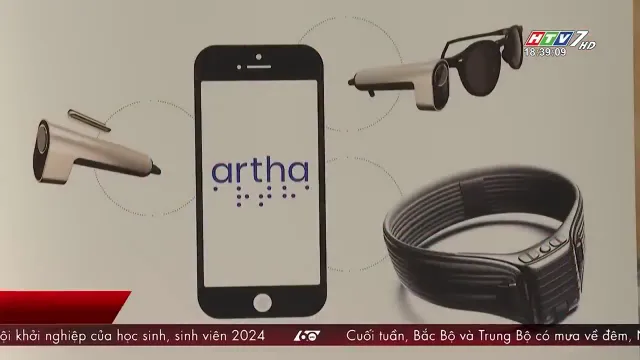 HTV7 HD
18:39:09
artha
ội khởi nghiệp của học sinh, sinh viên 2024
Cuối tuần, Bắc Bộ và Trung Bộ có mưa về đêm,